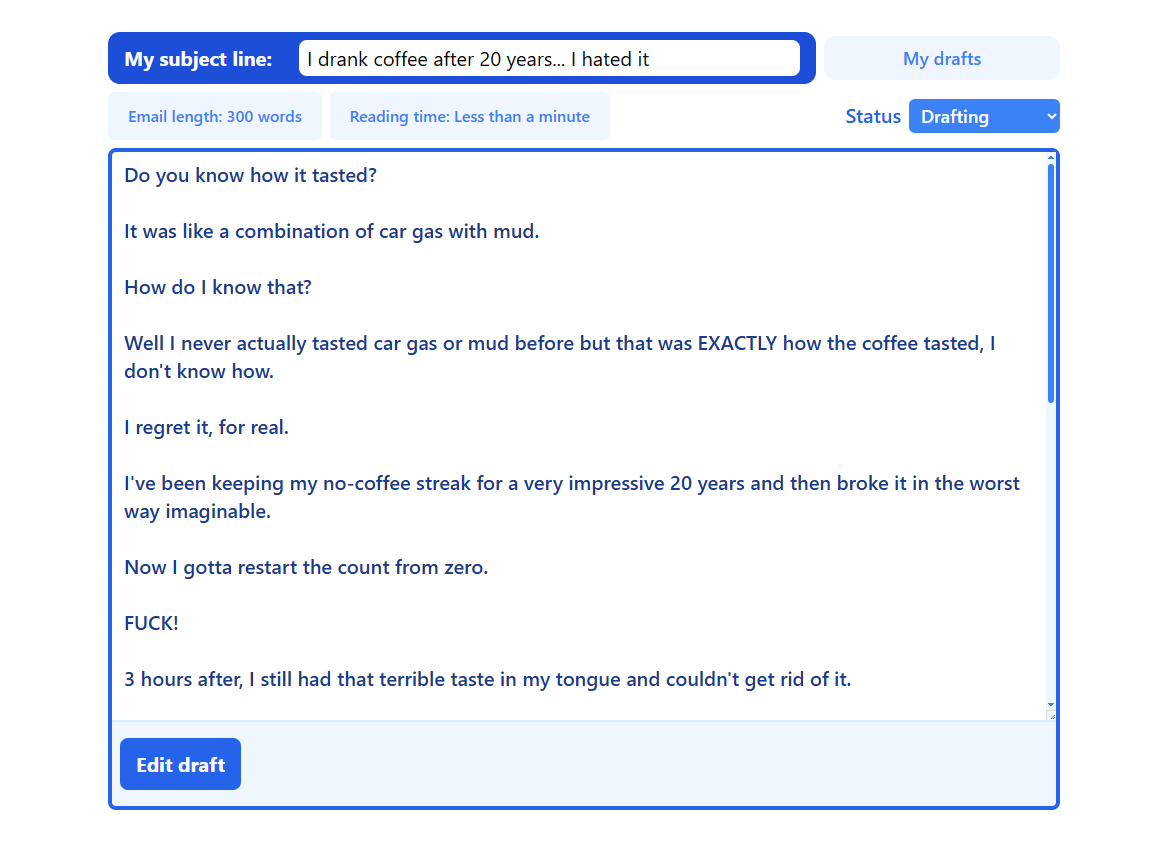 My subject line:
I drank coffee after 20 years... I hated it
My drafts
Email length: 300 words
Reading time: Less than a minute
Status
Drafting
Do you know how it tasted?
It was like a combination of car gas with mud.
How do I know that?
Well I never actually tasted car gas or mud before but that was EXACTLY how the coffee tasted, I
don't know how.
I regret it, for real.
I've been keeping my no-coffee streak for a very impressive 20 years and then broke it in the worst
way imaginable.
Now I gotta restart the count from zero.
FUCK!
3 hours after, I still had that terrible taste in my tongue and couldn't get rid of it.
Edit draft